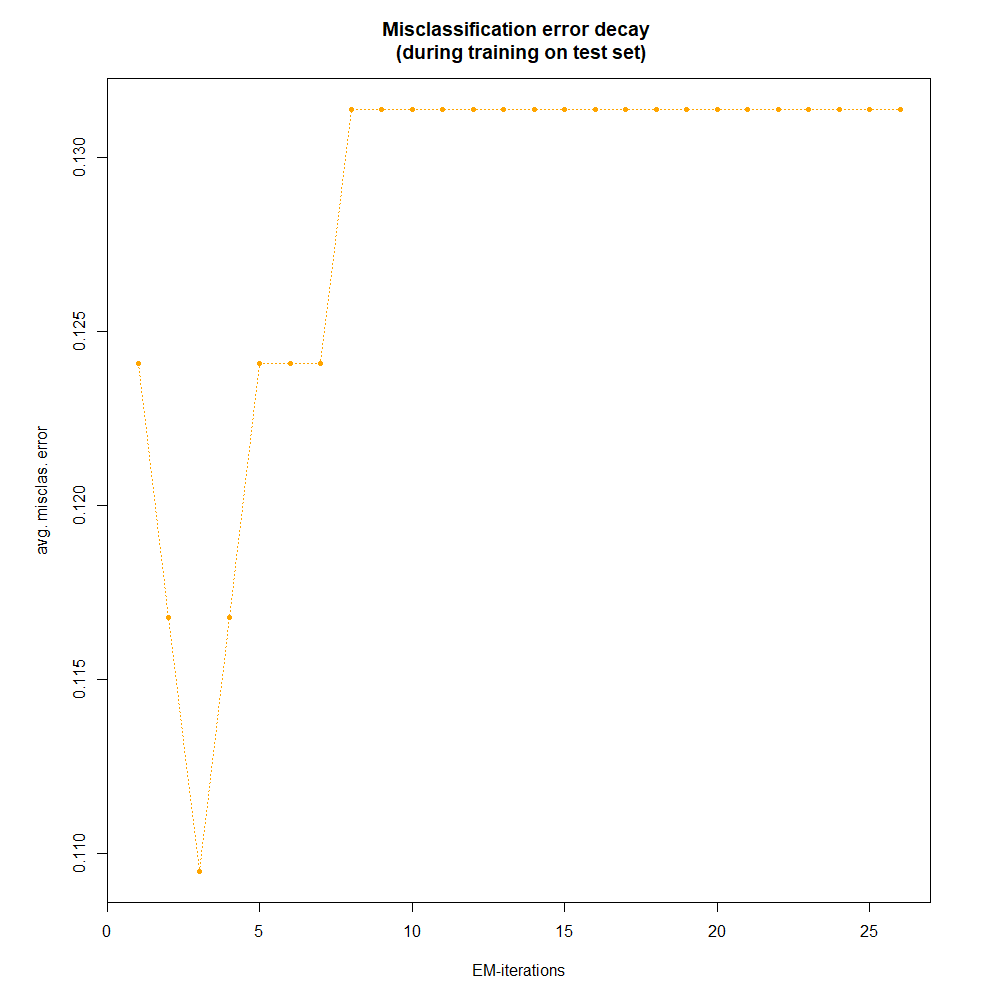 Misclassification error decay
(during training on test set)
avg. misclas. error
0.130
0.125
0.120
0.115
0.110
0
5
10
15
20
25
EM-iterations